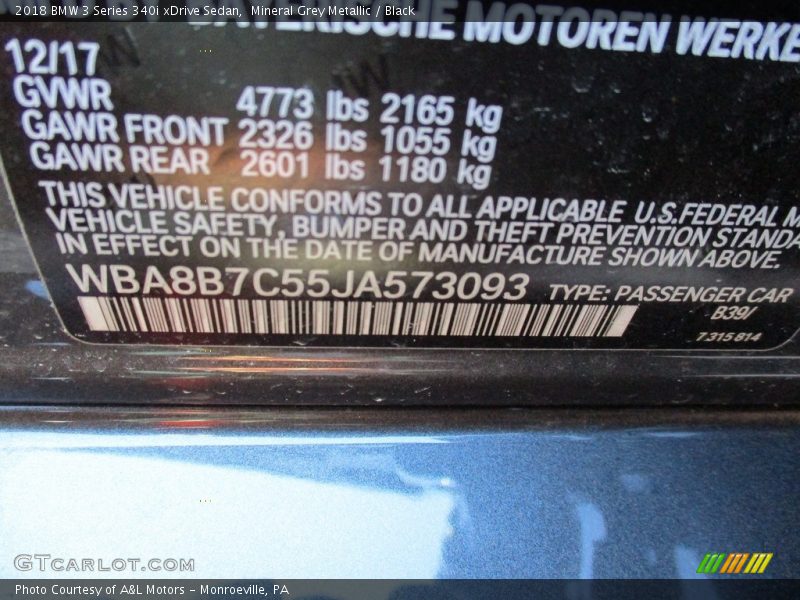 2018 BMW 3 Series 340i xDrive Sedan,  Mineral Grey Metallic / Black
BAYERISCHE MOTOREN WERKE
12/17
GVWR 4773 lbs 2165 kg
GAWR FRONT 2326 lbs 1055 kg
GAWR REAR 2601 lbs 1180 kg
THIS VEHICLE CONFORMS TO ALL APPLICABLE U.S.FEDERAL M
VEHICLE SAFETY, BUMPER AND THEFT PREVENTION STANDA
IN EFFECT ON THE DATE OF MANUFACTURE SHOWN ABOVE.
WBA8B7C55JA573093 TYPE: PASSENGER CAR
B39/
7315814
GTCARLOT.COM
Photo Courtesy of A&L Motors – Monroeville, PA